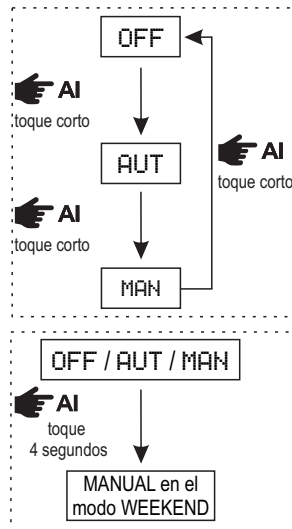 OFF
AI
toque corto
AUT
AI
toque corto
AI
toque corto
MAN
OFF / AUT / MAN
AI
toque
4 segundos
MANUAL en el
modo WEEKEND